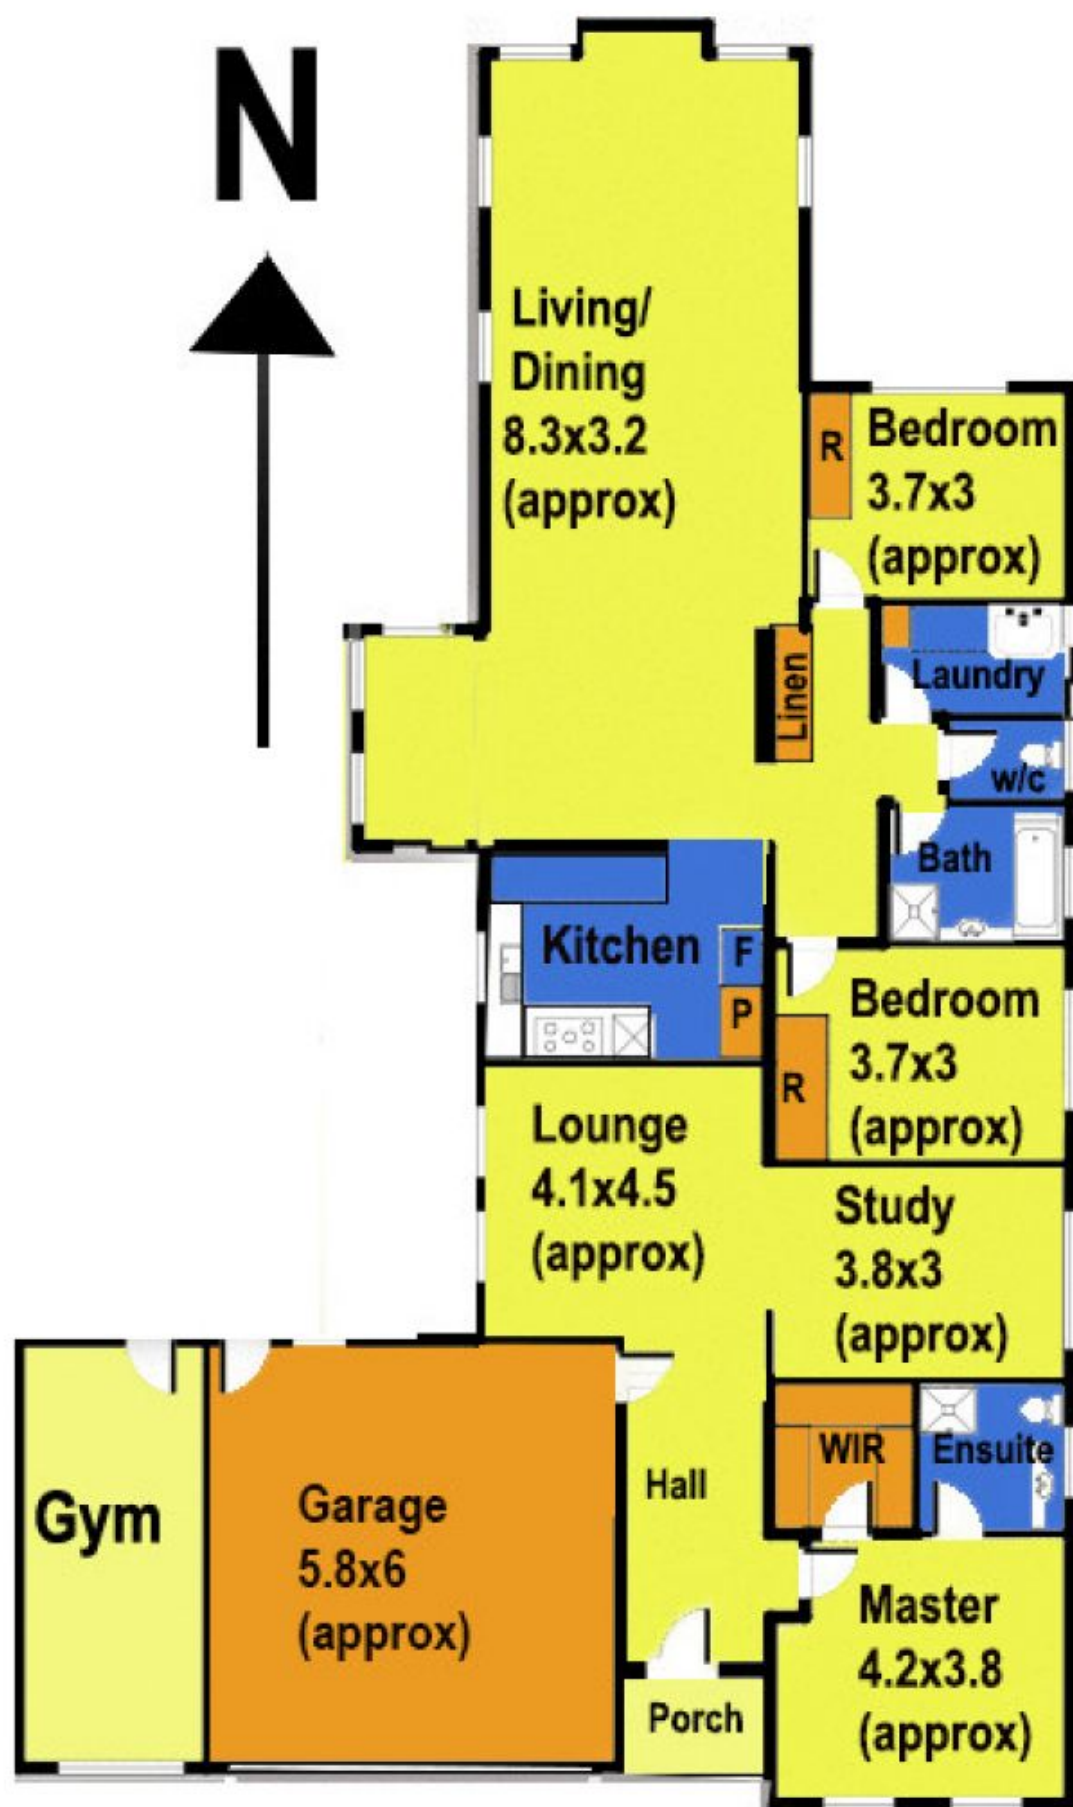 N
Living/
Dining
8.3x3.2
(approx)
R
Bedroom
3.7x3
(approx)
Linen
Laundry
w/c
Bath
Kitchen
F
P
Bedroom
3.7x3
(approx)
R
Lounge
4.1x4.5
(approx)
Study
3.8x3
(approx)
WIR
Ensuite
Hall
Gym
Garage
5.8x6
(approx)
Master
4.2x3.8
(approx)
Porch